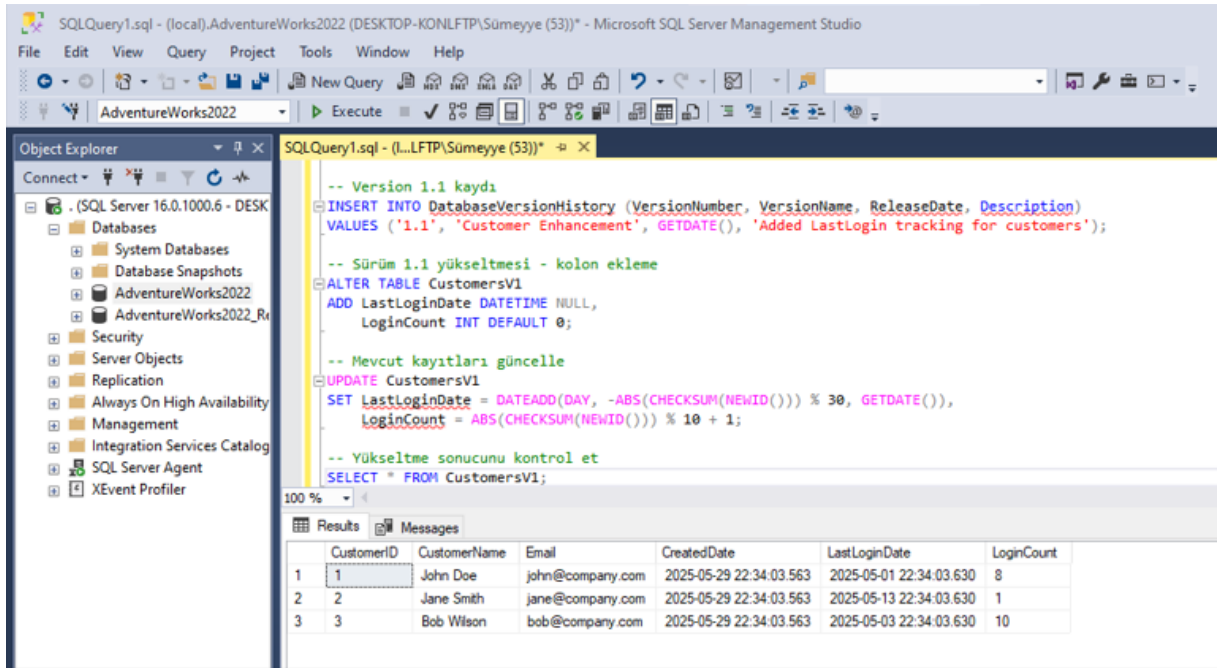 SQLQuery1.sql - (local).AdventureWorks2022 (DESKTOP-KONLFTP\Sümeyye (53))* - Microsoft SQL Server Management Studio
File Edit View Query Project Tools Window Help
New Query
AdventureWorks2022 Execute
Object Explorer
SQLQuery1.sql - (l...LFTP\Sümeyye (53))*
Connect
. (SQL Server 16.0.1000.6 - DESK
Databases
System Databases
Database Snapshots
AdventureWorks2022
AdventureWorks2022_Re
Security
Server Objects
Replication
Always On High Availability
Management
Integration Services Catalog
SQL Server Agent
XEvent Profiler
-- Version 1.1 kaydı
INSERT INTO DatabaseVersionHistory (VersionNumber, VersionName, ReleaseDate, Description)
VALUES ('1.1', 'Customer Enhancement', GETDATE(), 'Added LastLogin tracking for customers');
-- Sürüm 1.1 yükseltmesi - kolon ekleme
ALTER TABLE CustomersV1
ADD LastLoginDate DATETIME NULL,
LoginCount INT DEFAULT 0;
-- Mevcut kayıtları güncelle
UPDATE CustomersV1
SET LastLoginDate = DATEADD(DAY, -ABS(CHECKSUM(NEWID())) % 30, GETDATE()),
LoginCount = ABS(CHECKSUM(NEWID())) % 10 + 1;
-- Yükseltme sonucunu kontrol et
SELECT * FROM CustomersV1;
100 %
Results Messages
CustomerID CustomerName Email CreatedDate LastLoginDate LoginCount
1 1 John Doe john@company.com 2025-05-29 22:34:03.563 2025-05-01 22:34:03.630 8
2 2 Jane Smith jane@company.com 2025-05-29 22:34:03.563 2025-05-13 22:34:03.630 1
3 3 Bob Wilson bob@company.com 2025-05-29 22:34:03.563 2025-05-03 22:34:03.630 10